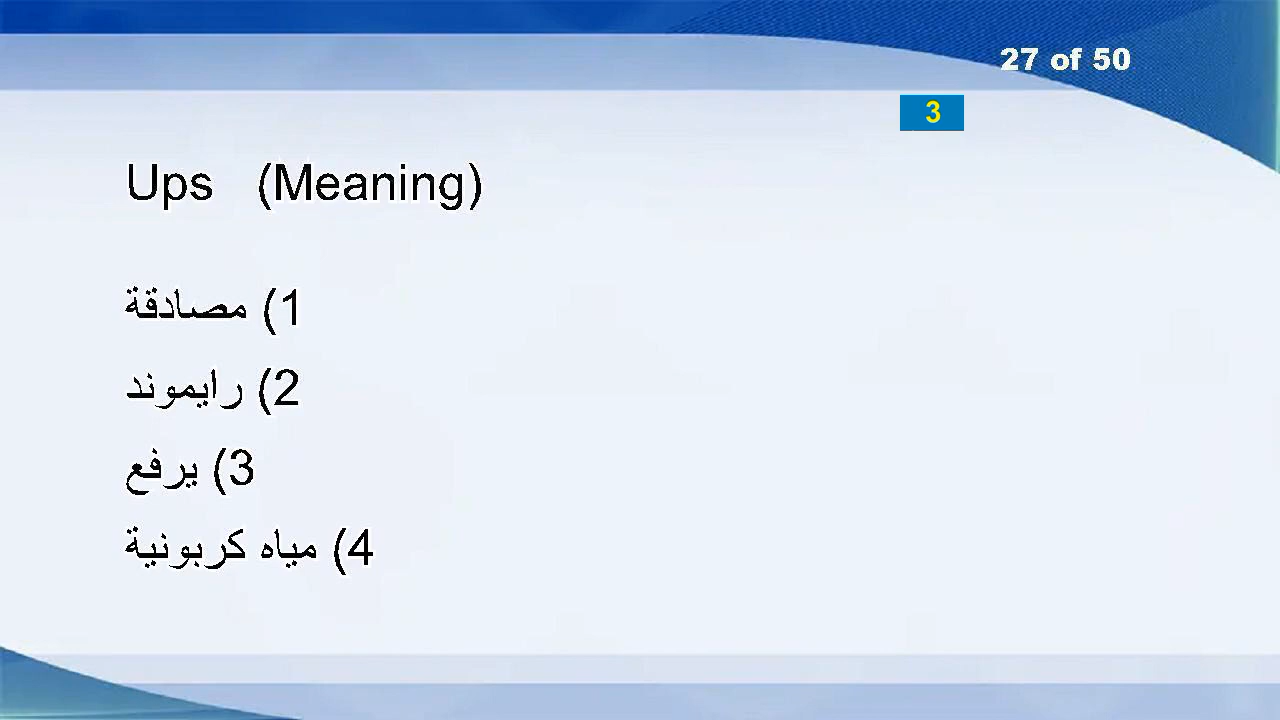 27 of 50
3
Ups (Meaning)
1) مصادقة
2) رايموند
3) يرفع
4) مياه كربونية